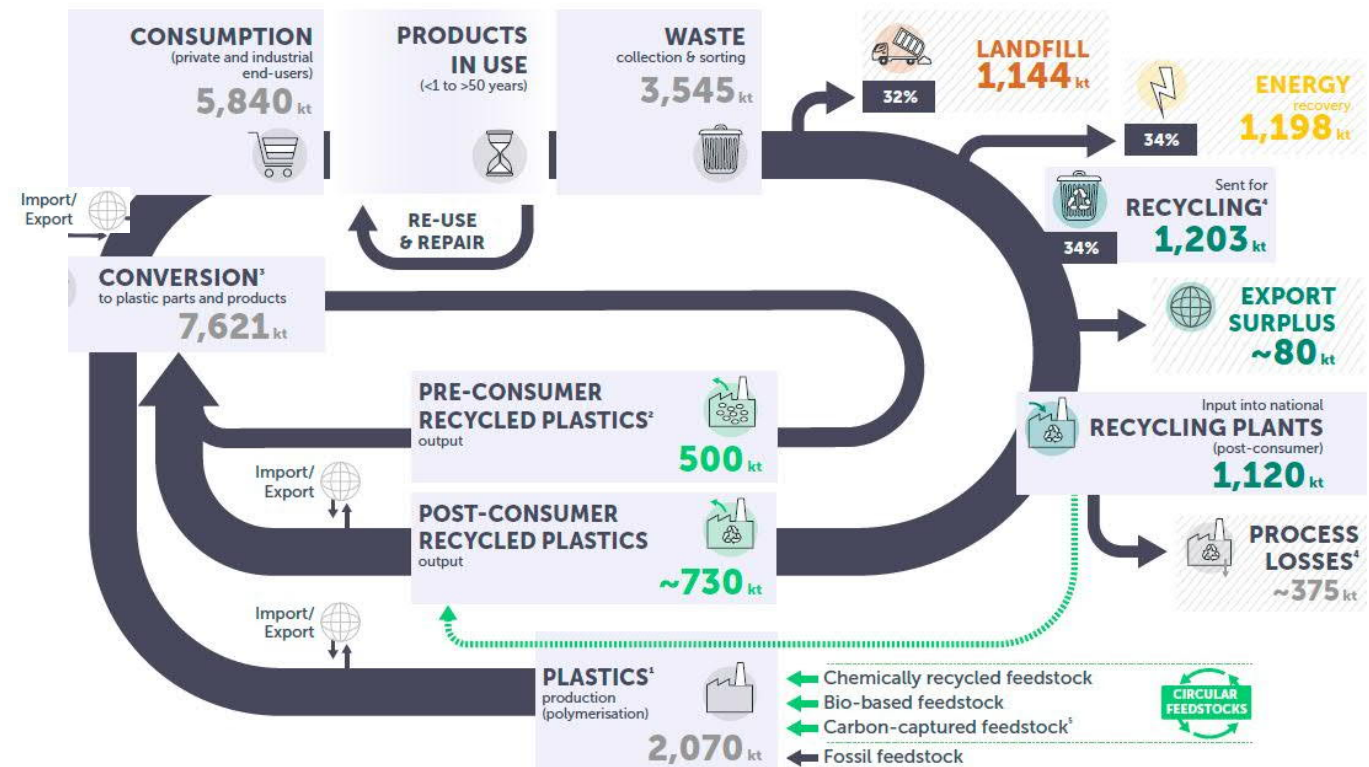 CONSUMPTION
(private and industrial
end-users)
5,840 kt
PRODUCTS
IN USE
(<1 to >50 years)
WASTE
collection & sorting
3,545 kt
LANDFILL
1,144 kt
32%
ENERGY
recovery
1,198 kt
34%
Sent for
RECYCLING⁴
1,203 kt
34%
Import/
Export
RE-USE
& REPAIR
CONVERSION³
to plastic parts and products
7,621 kt
EXPORT
SURPLUS
~80 kt
PRE-CONSUMER
RECYCLED PLASTICS²
output
500 kt
Input into national
RECYCLING PLANTS
(post-consumer)
1,120 kt
Import/
Export
POST-CONSUMER
RECYCLED PLASTICS
output
~730 kt
PROCESS
LOSSES⁴
~375 kt
Import/
Export
PLASTICS¹
production
(polymerisation)
2,070 kt
Chemically recycled feedstock
Bio-based feedstock
Carbon-captured feedstock⁵
Fossil feedstock
CIRCULAR
FEEDSTOCKS